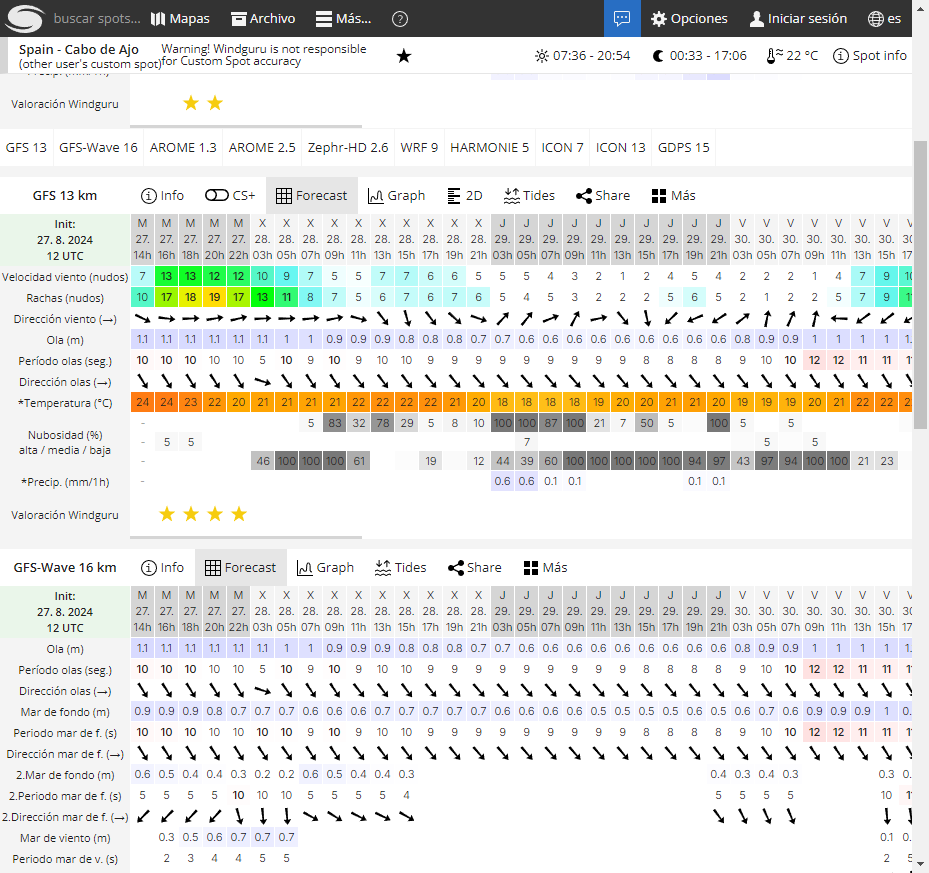 buscar spots... Mapas Archivo Más... ? Opciones Iniciar sesión es
Spain - Cabo de Ajo
(other user's custom spot)
Warning! Windguru is not responsible
for Custom Spot accuracy
07:36 - 20:54 00:33 - 17:06 22 °C Spot info
Valoración Windguru
GFS 13 GFS-Wave 16 AROME 1.3 AROME 2.5 Zephr-HD 2.6 WRF 9 HARMONIE 5 ICON 7 ICON 13 GDPS 15
GFS 13 km Info CS+ Forecast Graph 2D Tides Share Más
Init: M M M M M X X X X X X X X X X J J J J J J J J J J V V V V V V V
27. 8. 2024 27. 27. 27. 27. 27. 28. 28. 28. 28. 28. 28. 28. 28. 28. 28. 29. 29. 29. 29. 29. 29. 29. 29. 29. 29. 30. 30. 30. 30. 30. 30. 30.
12 UTC 14h 16h 18h 20h 22h 03h 05h 07h 09h 11h 13h 15h 17h 19h 21h 03h 05h 07h 09h 11h 13h 15h 17h 19h 21h 03h 05h 07h 09h 11h 13h 15h
Velocidad viento (nudos) 7 13 13 12 12 10 9 7 5 5 7 7 6 6 5 5 5 4 3 2 1 2 4 5 4 2 2 2 1 4 7 9
Rachas (nudos) 10 17 18 19 17 13 11 8 7 5 6 7 6 7 6 5 4 5 3 2 2 2 5 6 5 2 1 2 2 5 7 9
Dirección viento (→)
Ola (m) 1.1 1.1 1.1 1.1 1.1 1.1 1 1 0.9 0.9 0.9 0.8 0.8 0.8 0.7 0.7 0.6 0.6 0.6 0.6 0.6 0.6 0.6 0.6 0.6 0.8 0.9 0.9 1 1 1 1
Período olas (seg.) 10 10 10 10 10 5 10 9 10 9 10 10 9 9 9 9 9 9 9 9 9 8 8 8 8 9 10 10 12 12 11 11
Dirección olas (→)
*Temperatura (°C) 24 24 23 22 20 21 21 21 21 22 22 22 22 21 20 18 18 18 18 19 20 20 21 21 20 19 19 19 20 21 22 22
- 5 83 32 78 29 5 8 10 100 100 87 100 21 7 50 5 100 5 5
Nubosidad (%)
- 5 5 7 5 5
alta / media / baja
- 46 100 100 100 61 19 12 44 39 60 100 100 100 100 100 94 97 43 97 94 100 100 21 23
*Precip. (mm/1h) - 0.6 0.6 0.1 0.1 0.1 0.1
Valoración Windguru
GFS-Wave 16 km Info Forecast Graph Tides Share Más
Init: M M M M M X X X X X X X X X X J J J J J J J J J J V V V V V V V
27. 8. 2024 27. 27. 27. 27. 27. 28. 28. 28. 28. 28. 28. 28. 28. 28. 28. 29. 29. 29. 29. 29. 29. 29. 29. 29. 29. 30. 30. 30. 30. 30. 30. 30.
12 UTC 14h 16h 18h 20h 22h 03h 05h 07h 09h 11h 13h 15h 17h 19h 21h 03h 05h 07h 09h 11h 13h 15h 17h 19h 21h 03h 05h 07h 09h 11h 13h 15h
Ola (m) 1.1 1.1 1.1 1.1 1.1 1.1 1 1 0.9 0.9 0.9 0.8 0.8 0.8 0.7 0.7 0.6 0.6 0.6 0.6 0.6 0.6 0.6 0.6 0.6 0.8 0.9 0.9 1 1 1 1
Período olas (seg.) 10 10 10 10 10 5 10 9 10 9 10 10 9 9 9 9 9 9 9 9 9 8 8 8 8 9 10 10 12 12 11 11
Dirección olas (→)
Mar de fondo (m) 0.9 0.9 0.9 0.8 0.7 0.7 0.7 0.6 0.6 0.6 0.7 0.7 0.7 0.7 0.7 0.6 0.6 0.6 0.6 0.5 0.5 0.5 0.5 0.6 0.5 0.6 0.7 0.6 0.9 0.9 0.9 1
Periodo mar de f. (s) 10 10 10 10 10 10 10 9 10 9 10 10 9 9 9 9 9 9 9 9 9 8 8 8 8 9 10 10 12 12 11 11
Dirección mar de f. (→)
2.Mar de fondo (m) 0.6 0.5 0.4 0.4 0.3 0.2 0.2 0.6 0.5 0.4 0.4 0.3 0.4 0.3 0.4 0.3 0.3
2.Periodo mar de f. (s) 5 5 5 5 10 10 10 5 5 5 5 4 5 5 5 5 10
2.Dirección mar de f. (→)
Mar de viento (m) 0.3 0.5 0.6 0.7 0.7 0.7 0.1
Periodo mar de v. (s) 2 3 4 4 5 5 2